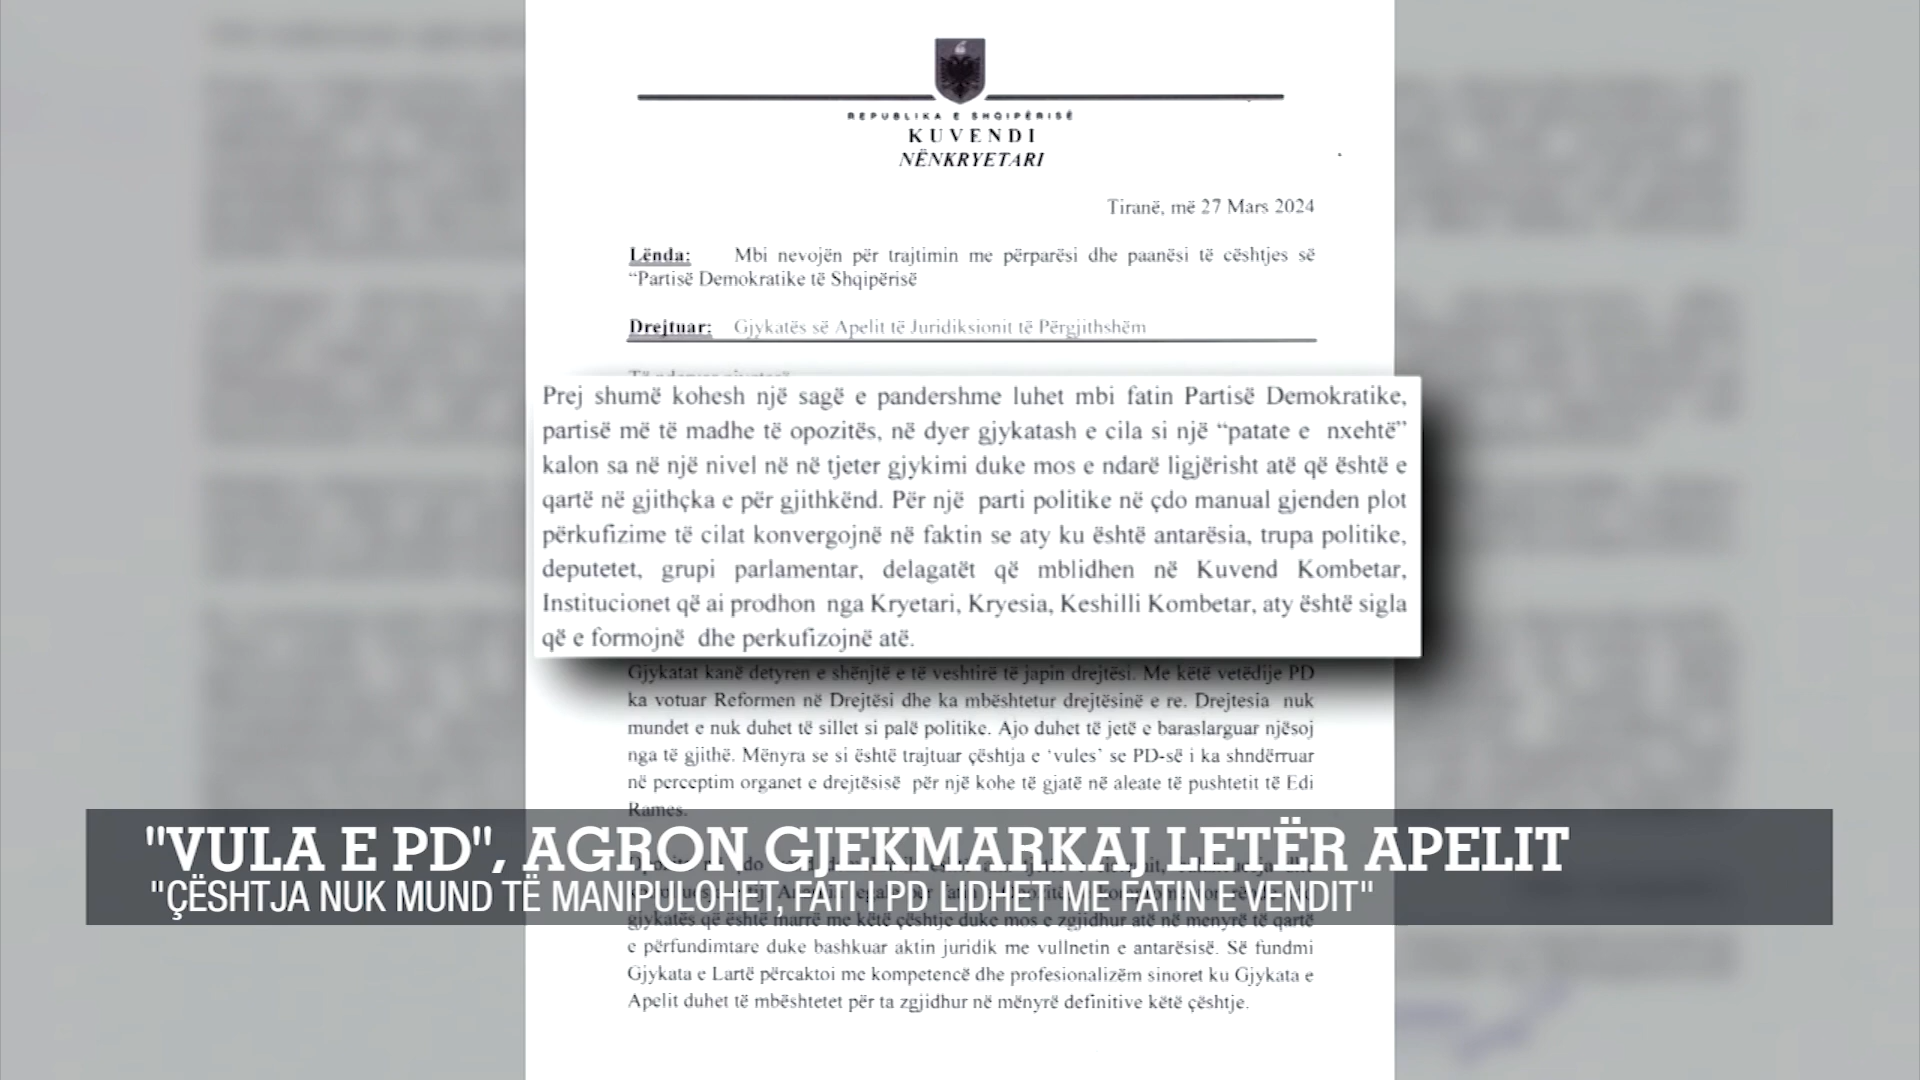 REPUBLIKA E SHQIPËRISË
KUVENDI
NËNKRYETARI
Tiranë, më 27 Mars 2024
Lënda: Mbi nevojën për trajtimin me përparësi dhe paanësi të cështjes së
“Partisë Demokratike të Shqipërisë
Drejtuar: Gjykatës së Apelit të Juridiksionit të Përgjithshëm
Prej shumë kohesh një sagë e pandershme luhet mbi fatin Partisë Demokratike,
partisë më të madhe të opozitës, në dyer gjykatash e cila si një “patate e nxehtë”
kalon sa në një nivel në në tjeter gjykimi duke mos e ndarë ligjërisht atë që është e
qartë në gjithçka e për gjithkënd. Për një parti politike në çdo manual gjenden plot
përkufizime të cilat konvergojnë në faktin se aty ku është antarësia, trupa politike,
deputetet, grupi parlamentar, delagatët që mblidhen në Kuvend Kombetar,
Institucionet që ai prodhon nga Kryetari, Kryesia, Keshilli Kombetar, aty është sigla
që e formojnë dhe perkufizojnë atë.
Gjykatat kanë detyren e shënjtë e të veshtirë të japin drejtësi. Me këtë vetëdije PD
ka votuar Reformen në Drejtësi dhe ka mbështetur drejtësinë e re. Drejtesia nuk
mundet e nuk duhet të sillet si palë politike. Ajo duhet të jetë e baraslarguar njësoj
nga të gjithë. Mënyra se si është trajtuar çështja e ‘vules’ se PD-së i ka shndërruar
në perceptim organet e drejtësisë për një kohe të gjatë në aleate të pushtetit të Edi
Rames.
"VULA E PD", AGRON GJEKMARKAJ LETËR APELIT
"ÇËSHTJA NUK MUND TË MANIPULOHET, FATI I PD LIDHET ME FATIN E VENDIT"
gjykatës që është marrë me këtë çështje duke mos e zgjidhur atë në menyrë të qartë
e përfundimtare duke bashkuar aktin juridik me vullnetin e antarësisë. Së fundmi
Gjykata e Lartë përcaktoi me kompetencë dhe profesionalizëm sinoret ku Gjykata e
Apelit duhet të mbështetet për ta zgjidhur në mënyrë definitive këtë çështje.